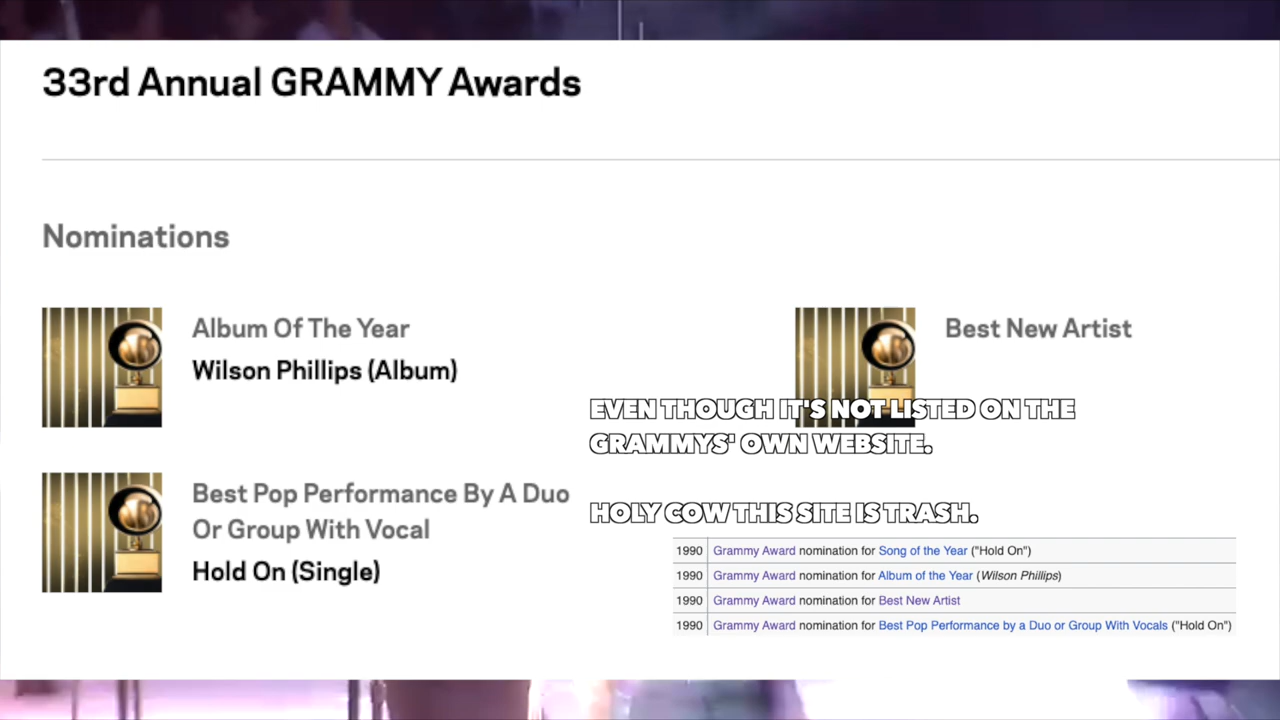 33rd Annual GRAMMY Awards
Nominations
Album Of The Year
Wilson Phillips (Album)
Best New Artist
Best Pop Performance By A Duo
Or Group With Vocal
Hold On (Single)
EVEN THOUGH IT'S NOT LISTED ON THE
GRAMMYS' OWN WEBSITE.
HOLY COW THIS SITE IS TRASH.
1990 Grammy Award nomination for Song of the Year ("Hold On")
1990 Grammy Award nomination for Album of the Year (Wilson Phillips)
1990 Grammy Award nomination for Best New Artist
1990 Grammy Award nomination for Best Pop Performance by a Duo or Group With Vocals ("Hold On")